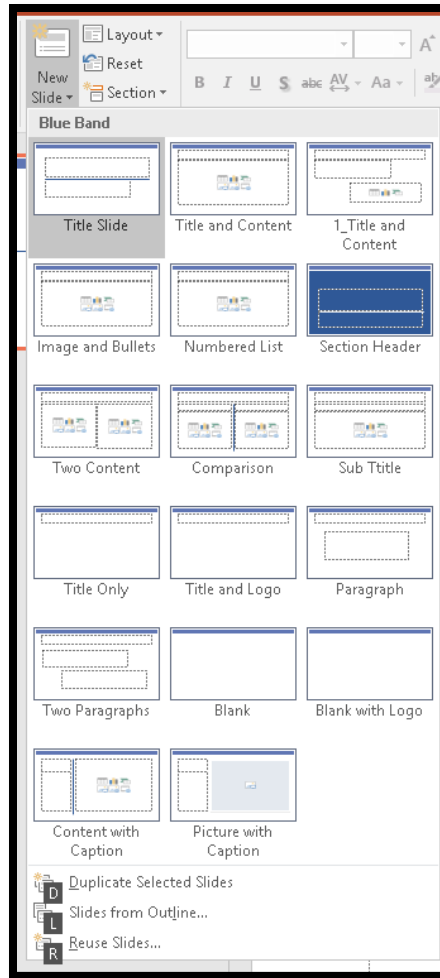 Layout
Reset
New
Slide
Section
A
B I U S abc AV Aa ab
Blue Band
Title Slide
Title and Content
1_Title and
Content
Image and Bullets
Numbered List
Section Header
Two Content
Comparison
Sub Ttitle
Title Only
Title and Logo
Paragraph
Two Paragraphs
Blank
Blank with Logo
Content with
Caption
Picture with
Caption
Duplicate Selected Slides
D
Slides from Outline...
L
Reuse Slides...
R